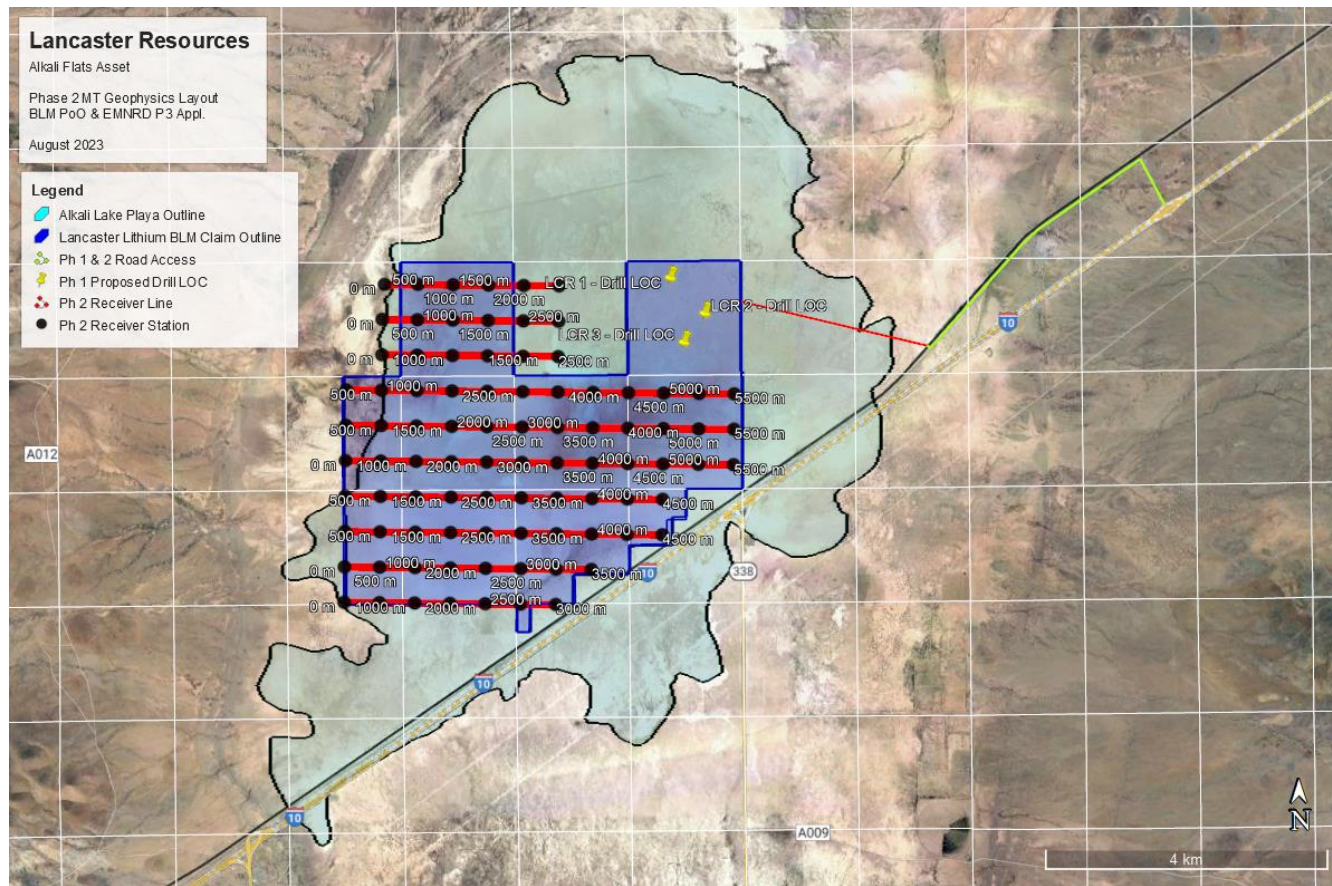 Lancaster Resources
Alkali Flats Asset
Phase 2 MT Geophysics Layout
BLM PoO & EMNRD P3 Appl.
August 2023
Legend
Alkali Lake Playa Outline
Lancaster Lithium BLM Claim Outline
Ph 1 & 2 Road Access
Ph 1 Proposed Drill LOC
Ph 2 Receiver Line
Ph 2 Receiver Station
0 m 500 m 1500 m LCR 1 - Drill LOC
1000 m 2000 m
LCR 2 - Drill LOC
0 m 1000 m 2500 m
500 m 1500 m LCR 3 - Drill LOC
10
0 m 1000 m 1500 m 2500 m
500 m 1000 m 2500 m 4000 m 5000 m 5500 m
4500 m
500 m 1500 m 2000 m 3000 m 4000 m 5500 m
2500 m 3500 m 5000 m
A012
0 m 1000 m 2000 m 3000 m 4000 m 5000 m 5500 m
3500 m 4500 m
500 m 1500 m 2500 m 3500 m 4000 m 4500 m
500 m 1500 m 2500 m 3500 m 4000 m 4500 m
0 m 1000 m 2000 m 3000 m 3500 m 10 338
500 m 2500 m
0 m 1000 m 2000 m 2500 m 3000 m
10
10
A009
N
4 km